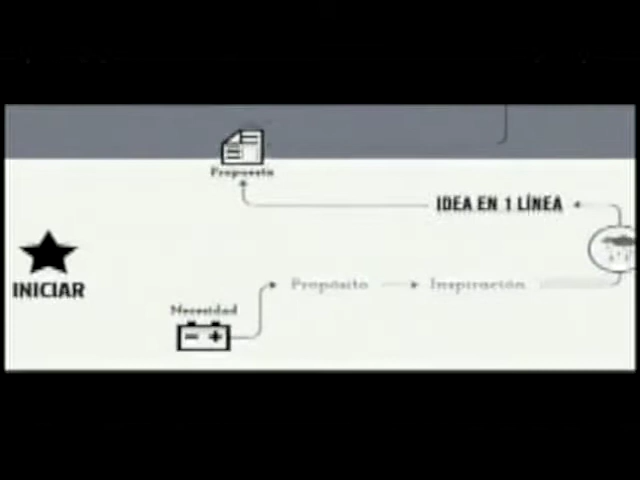 Propuesta
IDEA EN 1 LÍNEA
INICIAR
Propósito
Inspiración
Necesidad